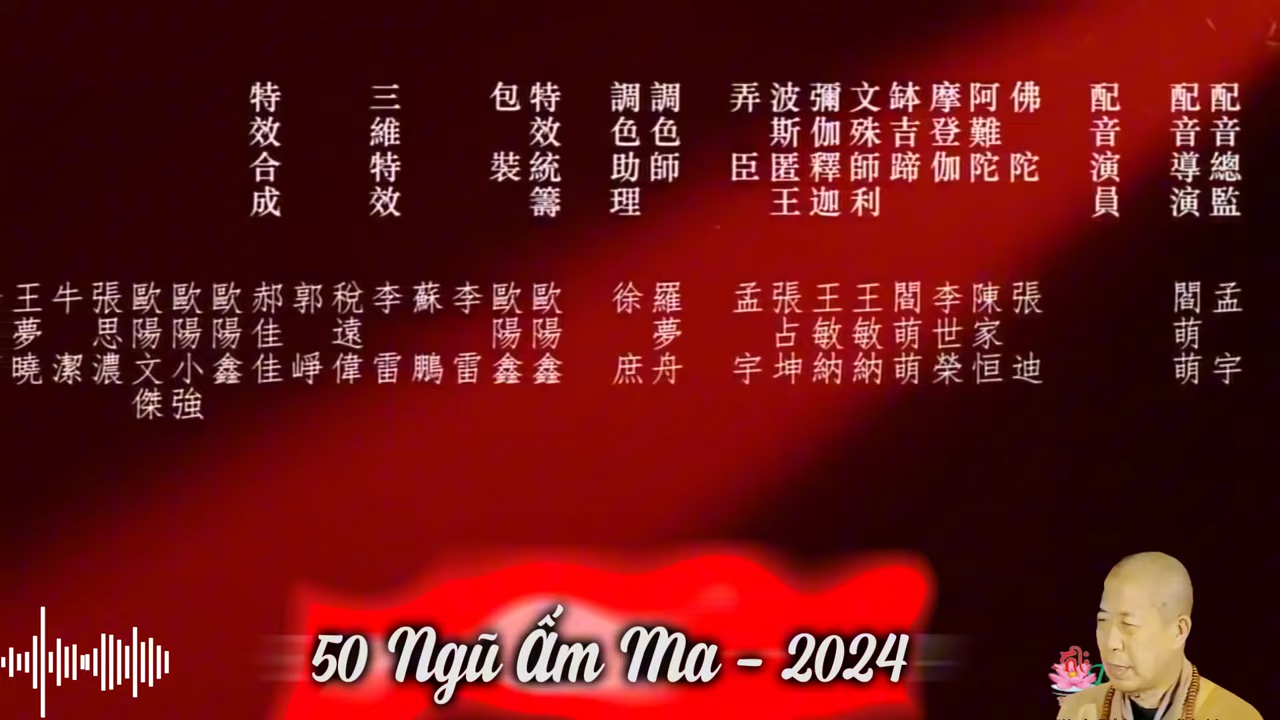 配音總監 孟宇
配音導演 閻萌萌
配音演員
佛陀 張迪
阿難陀 陳家恒
摩登伽 李世榮
缽吉蹄 閻萌萌
文殊師利 王敏納
彌伽釋迦 王敏納
波斯匿王 張占坤
弄臣 孟宇
調色師 羅夢舟
調色助理 徐庶
特效統籌 歐陽鑫
包裝 歐陽鑫
李雷
蘇鵬
三維特效 李雷
稅遠偉
郭崢
特效合成 郝佳佳
歐陽鑫
歐陽小強
歐陽文傑
張思濃
牛潔
王夢曉
50 Ngũ Ấm Ma - 2024